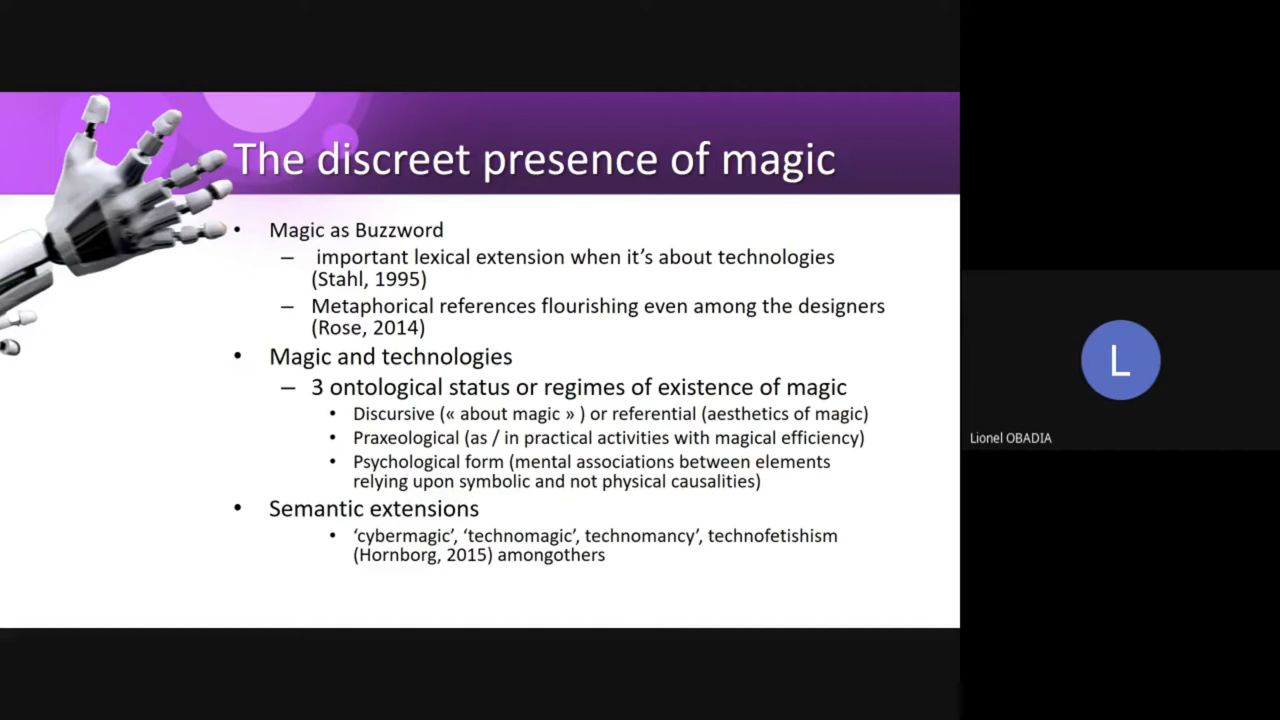 The discreet presence of magic
• Magic as Buzzword
– important lexical extension when it's about technologies
(Stahl, 1995)
– Metaphorical references flourishing even among the designers
(Rose, 2014)
• Magic and technologies
– 3 ontological status or regimes of existence of magic
• Discursive (« about magic » ) or referential (aesthetics of magic)
• Praxeological (as / in practical activities with magical efficiency)
• Psychological form (mental associations between elements
relying upon symbolic and not physical causalities)
• Semantic extensions
• ‘cybermagic’, ‘technomagic’, technomancy’, technofetishism
(Hornborg, 2015) amongothers
L
Lionel OBADIA